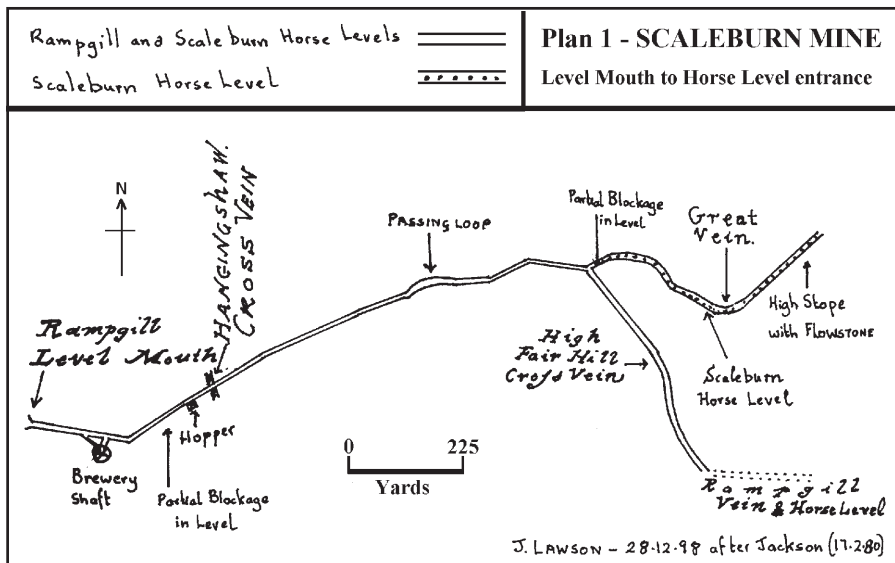 Rampgill and Scaleburn Horse Levels
Scaleburn Horse Level
Plan 1 - SCALEBURN MINE
Level Mouth to Horse Level entrance
N
HANGINGSHAW.
CROSS VEIN
PASSING LOOP
Partial Blockage
in Level
Great
Vein.
High Stope
with FLOWSTONE
Rampgill
Level Mouth
High
Fair Hill
Cross Vein
Scaleburn
Horse Level
Hopper
Brewery
Shaft
Partial Blockage
in Level
0 225
Yards
Rampgill
Vein & Horse Level
J. LAWSON - 28.12.98 after Jackson (17.2.80)